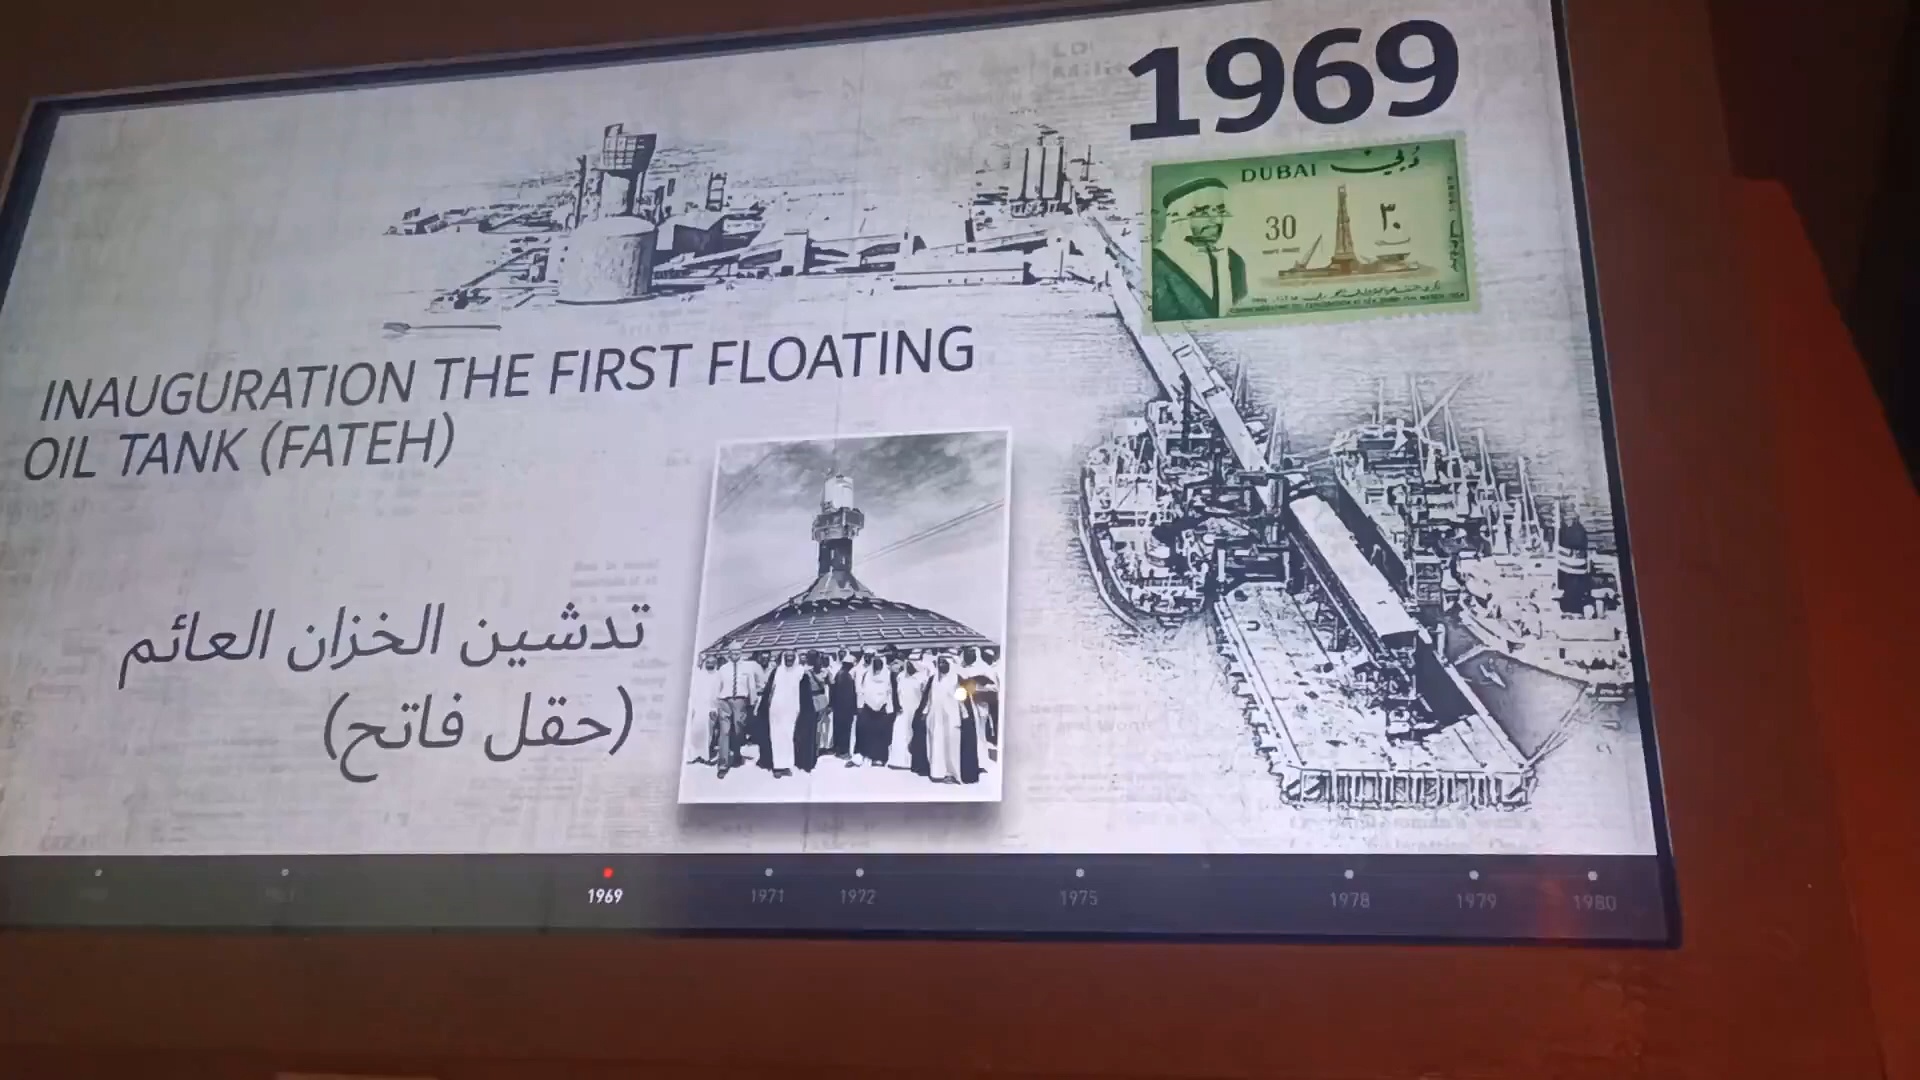 1969
DUBAI دبي
30 ٣٠
INAUGURATION THE FIRST FLOATING
OIL TANK (FATEH)
تدشين الخزان العائم
(حقل فاتح)
1969 1971 1972 1975 1978 1979 1980